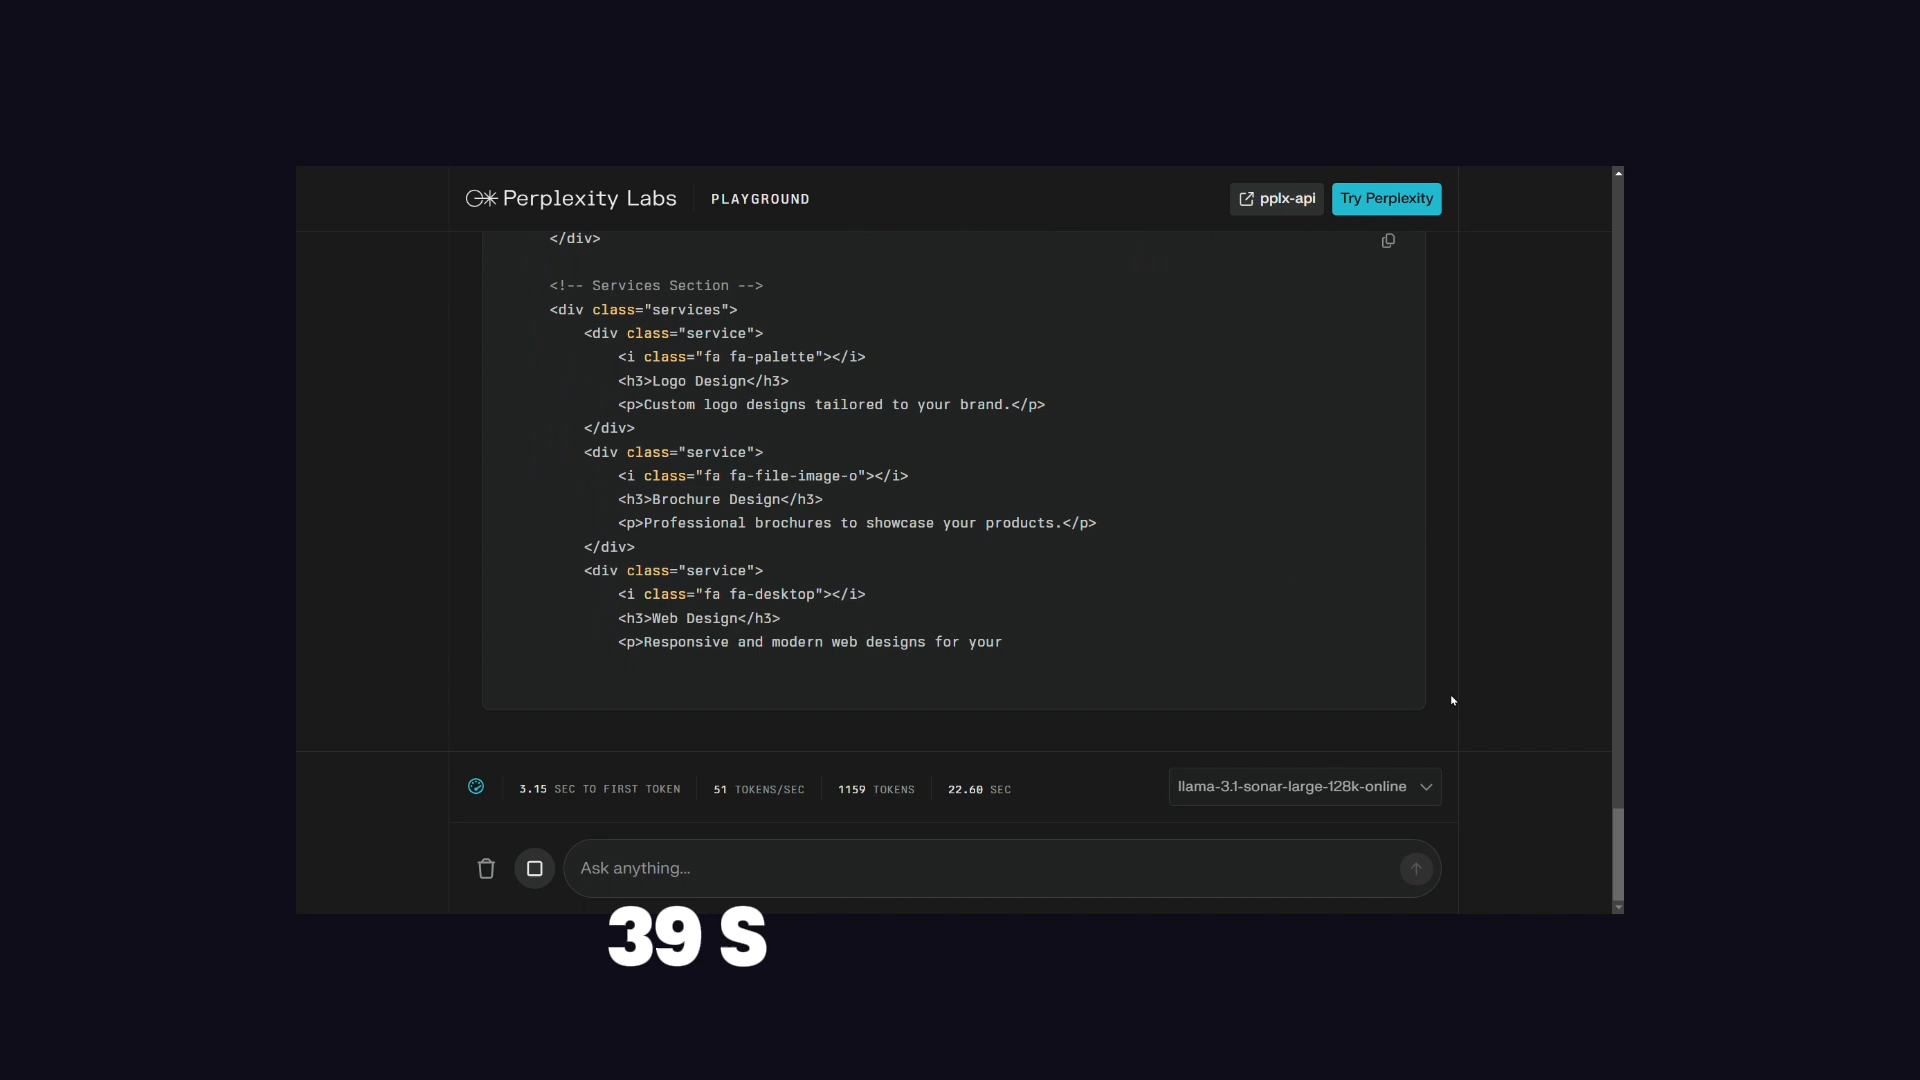 Perplexity Labs PLAYGROUND pplx-api Try Perplexity
</div>
<!-- Services Section -->
<div class="services">
<div class="service">
<i class="fa fa-palette"></i>
<h3>Logo Design</h3>
<p>Custom logo designs tailored to your brand.</p>
</div>
<div class="service">
<i class="fa fa-file-image-o"></i>
<h3>Brochure Design</h3>
<p>Professional brochures to showcase your products.</p>
</div>
<div class="service">
<i class="fa fa-desktop"></i>
<h3>Web Design</h3>
<p>Responsive and modern web designs for your
3.15 SEC TO FIRST TOKEN 51 TOKENS/SEC 1159 TOKENS 22.60 SEC llama-3.1-sonar-large-128k-online
Ask anything...
39 S